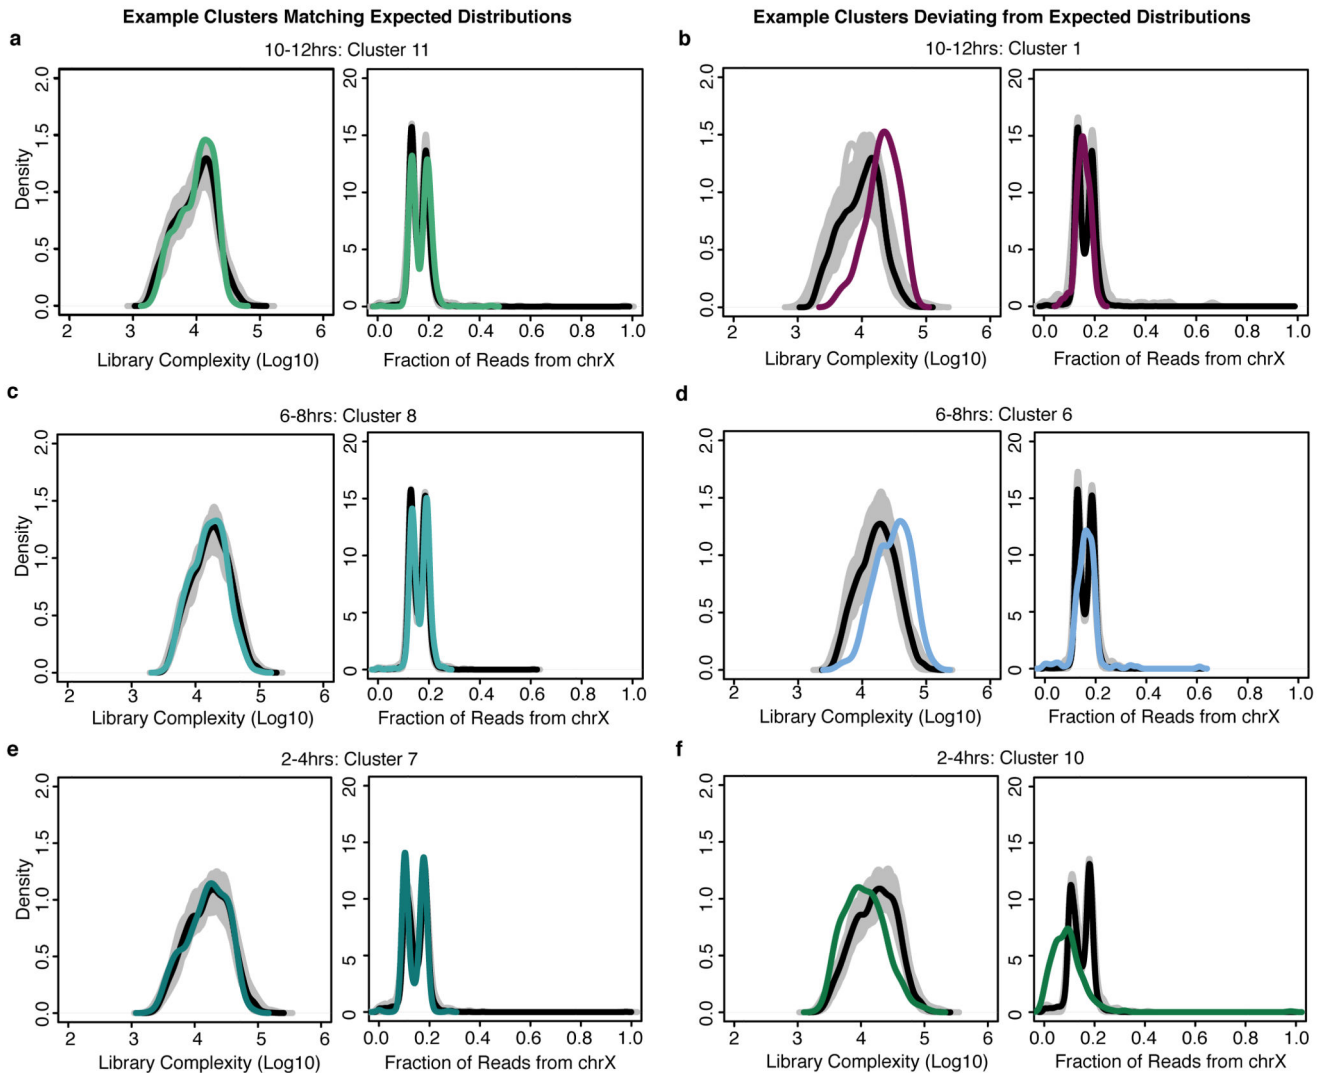 Example Clusters Matching Expected Distributions
Example Clusters Deviating from Expected Distributions
a
10-12hrs: Cluster 11
2.0
1.5
1.0
0.5
0.0
Density
2 3 4 5 6
Library Complexity (Log10)
20
15
10
5
0
0.0 0.2 0.4 0.6 0.8 1.0
Fraction of Reads from chrX
b
10-12hrs: Cluster 1
2.0
1.5
1.0
0.5
0.0
2 3 4 5 6
Library Complexity (Log10)
20
15
10
5
0
0.0 0.2 0.4 0.6 0.8 1.0
Fraction of Reads from chrX
c
6-8hrs: Cluster 8
2.0
1.5
1.0
0.5
0.0
Density
2 3 4 5 6
Library Complexity (Log10)
20
15
10
5
0
0.0 0.2 0.4 0.6 0.8 1.0
Fraction of Reads from chrX
d
6-8hrs: Cluster 6
2.0
1.5
1.0
0.5
0.0
2 3 4 5 6
Library Complexity (Log10)
20
15
10
5
0
0.0 0.2 0.4 0.6 0.8 1.0
Fraction of Reads from chrX
e
2-4hrs: Cluster 7
2.0
1.5
1.0
0.5
0.0
Density
2 3 4 5 6
Library Complexity (Log10)
20
15
10
5
0
0.0 0.2 0.4 0.6 0.8 1.0
Fraction of Reads from chrX
f
2-4hrs: Cluster 10
2.0
1.5
1.0
0.5
0.0
2 3 4 5 6
Library Complexity (Log10)
20
15
10
5
0
0.0 0.2 0.4 0.6 0.8 1.0
Fraction of Reads from chrX